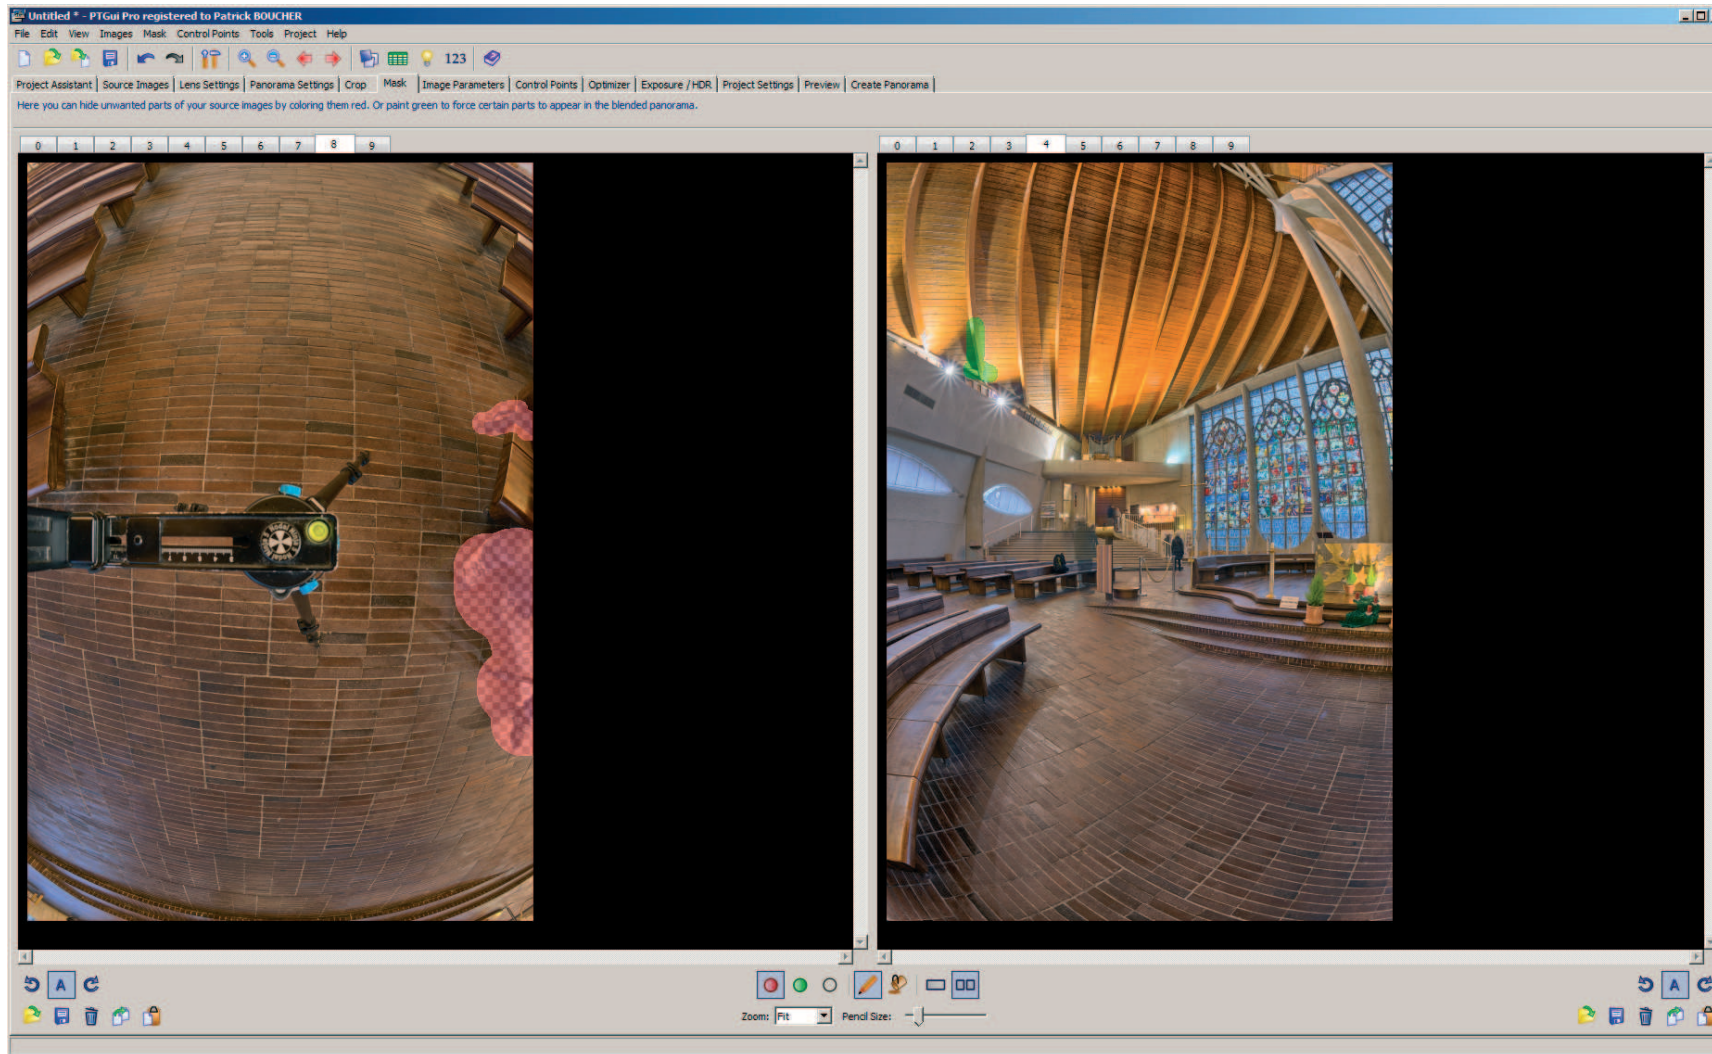 Untitled * - PTGui Pro registered to Patrick BOUCHER
File Edit View Images Mask Control Points Tools Project Help
123
Project Assistant Source Images Lens Settings Panorama Settings Crop Mask Image Parameters Control Points Optimizer Exposure / HDR Project Settings Preview Create Panorama
Here you can hide unwanted parts of your source images by coloring them red. Or paint green to force certain parts to appear in the blended panorama.
0 1 2 3 4 5 6 7 8 9
0 1 2 3 4 5 6 7 8 9
A
A
Zoom: Fit Pencil Size: